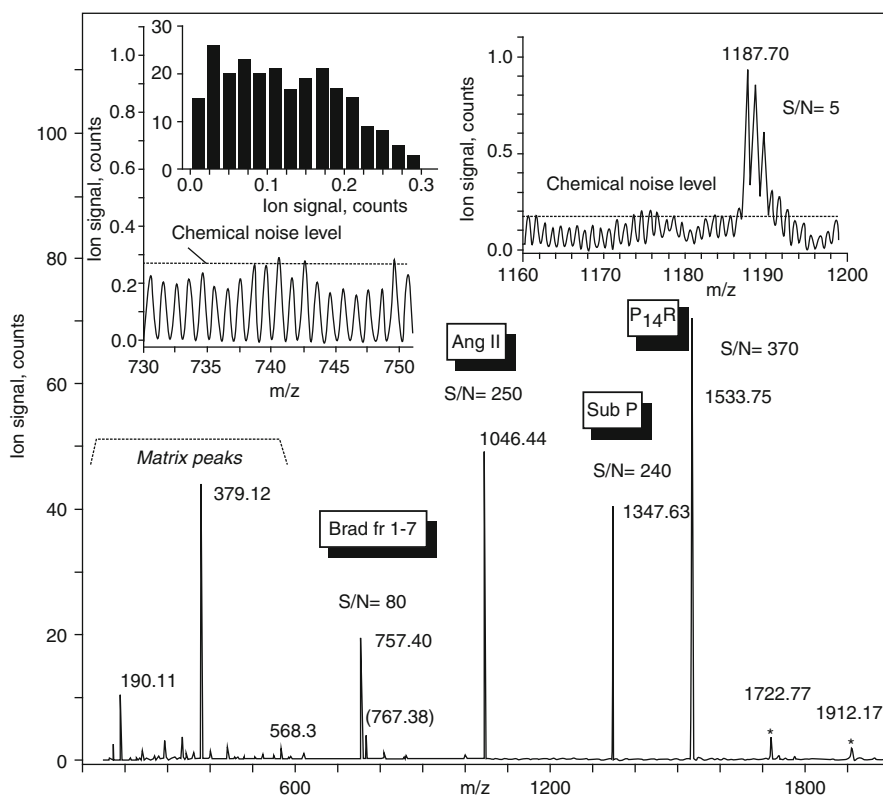 30
20
10
0
0.0
0.1
0.2
0.3
Ion signal, counts
Ion signal, counts
1.0
0.8
0.6
0.4
0.2
0.0
Chemical noise level
730
735
740
745
750
m/z
1187.70
S/N= 5
Ion signal, counts
1.0
0.5
0.0
Chemical noise level
1160
1170
1180
1190
1200
m/z
Ion signal, counts
100
80
60
40
20
0
Matrix peaks
190.11
379.12
568.3
Brad fr 1-7
S/N= 80
757.40
(767.38)
Ang II
S/N= 250
1046.44
Sub P
S/N= 240
1347.63
P14R
S/N= 370
1533.75
1722.77
*
1912.17
*
600
m/z
1200
1800